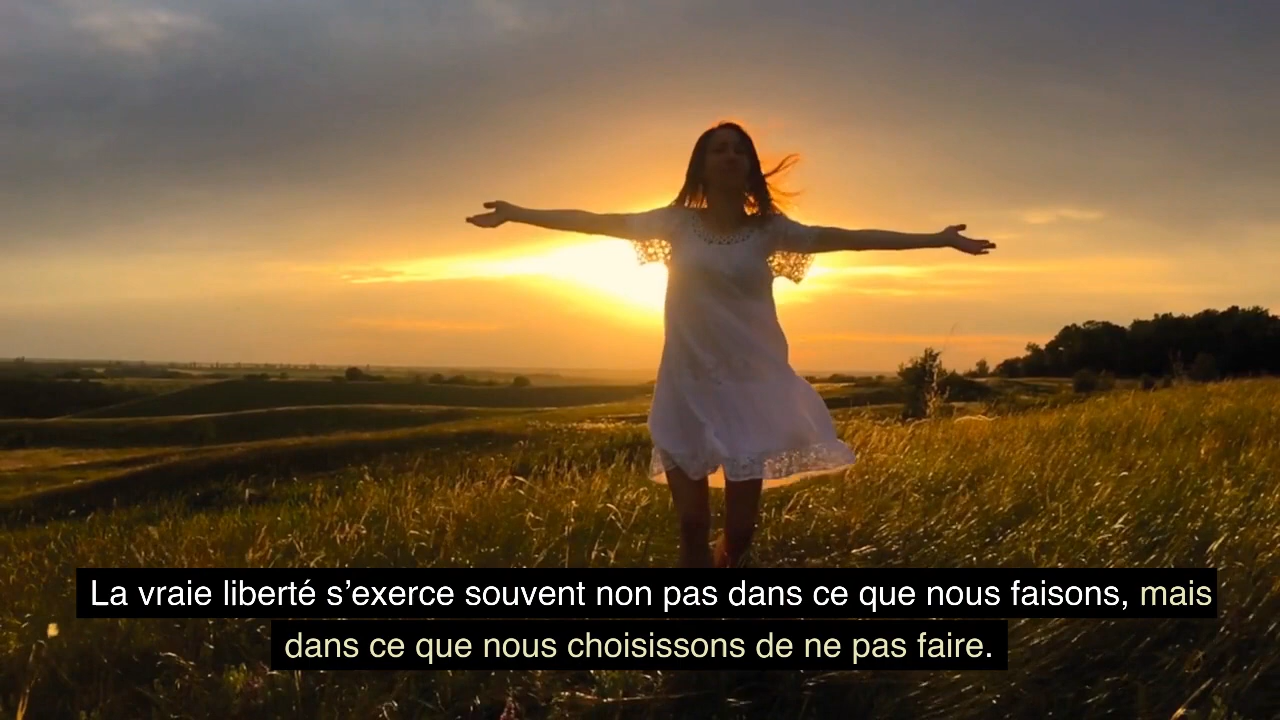 La vraie liberté s’exerce souvent non pas dans ce que nous faisons, mais
dans ce que nous choisissons de ne pas faire.